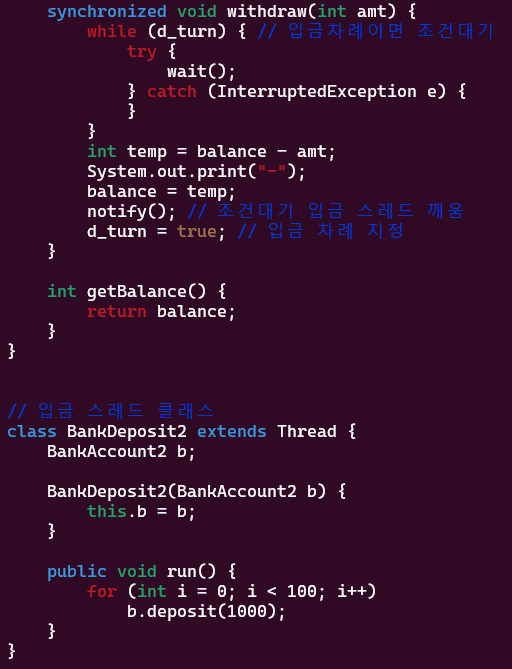 synchronized void withdraw(int amt) {
while (d_turn) { // 입금차례이면 조건대기
try {
wait();
} catch (InterruptedException e) {
}
}
int temp = balance - amt;
System.out.print("-");
balance = temp;
notify(); // 조건대기 입금 스레드 깨움
d_turn = true; // 입금 차례 지정
}
int getBalance() {
return balance;
}
}
// 입금 스레드 클래스
class BankDeposit2 extends Thread {
BankAccount2 b;
BankDeposit2(BankAccount2 b) {
this.b = b;
}
public void run() {
for (int i = 0; i < 100; i++)
b.deposit(1000);
}
}